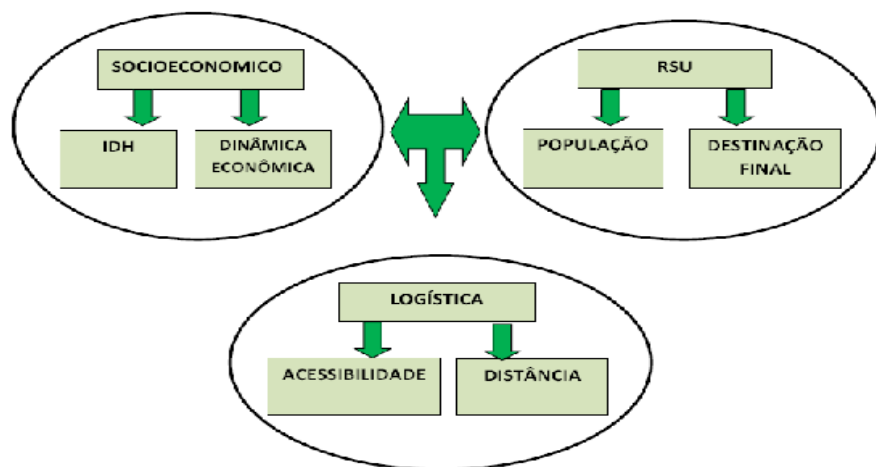 SOCIOECONOMICO
IDH
DINÂMICA
ECONÔMICA
RSU
POPULAÇÃO
DESTINAÇÃO
FINAL
LOGÍSTICA
ACESSIBILIDADE
DISTÂNCIA